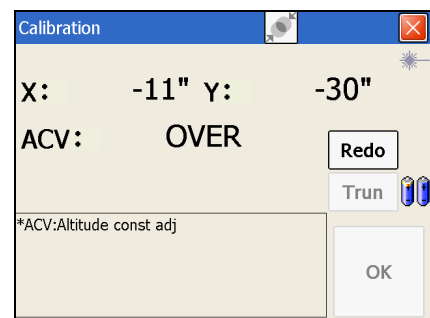 Calibration
X: -11" Y: -30"
ACV: OVER
Redo
Trun
*ACV:Altitude const adj
OK